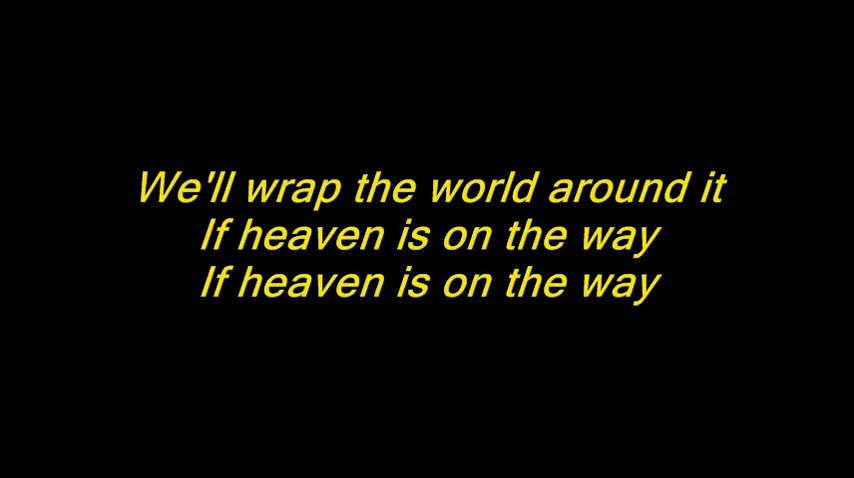 We'll wrap the world around it
If heaven is on the way
If heaven is on the way